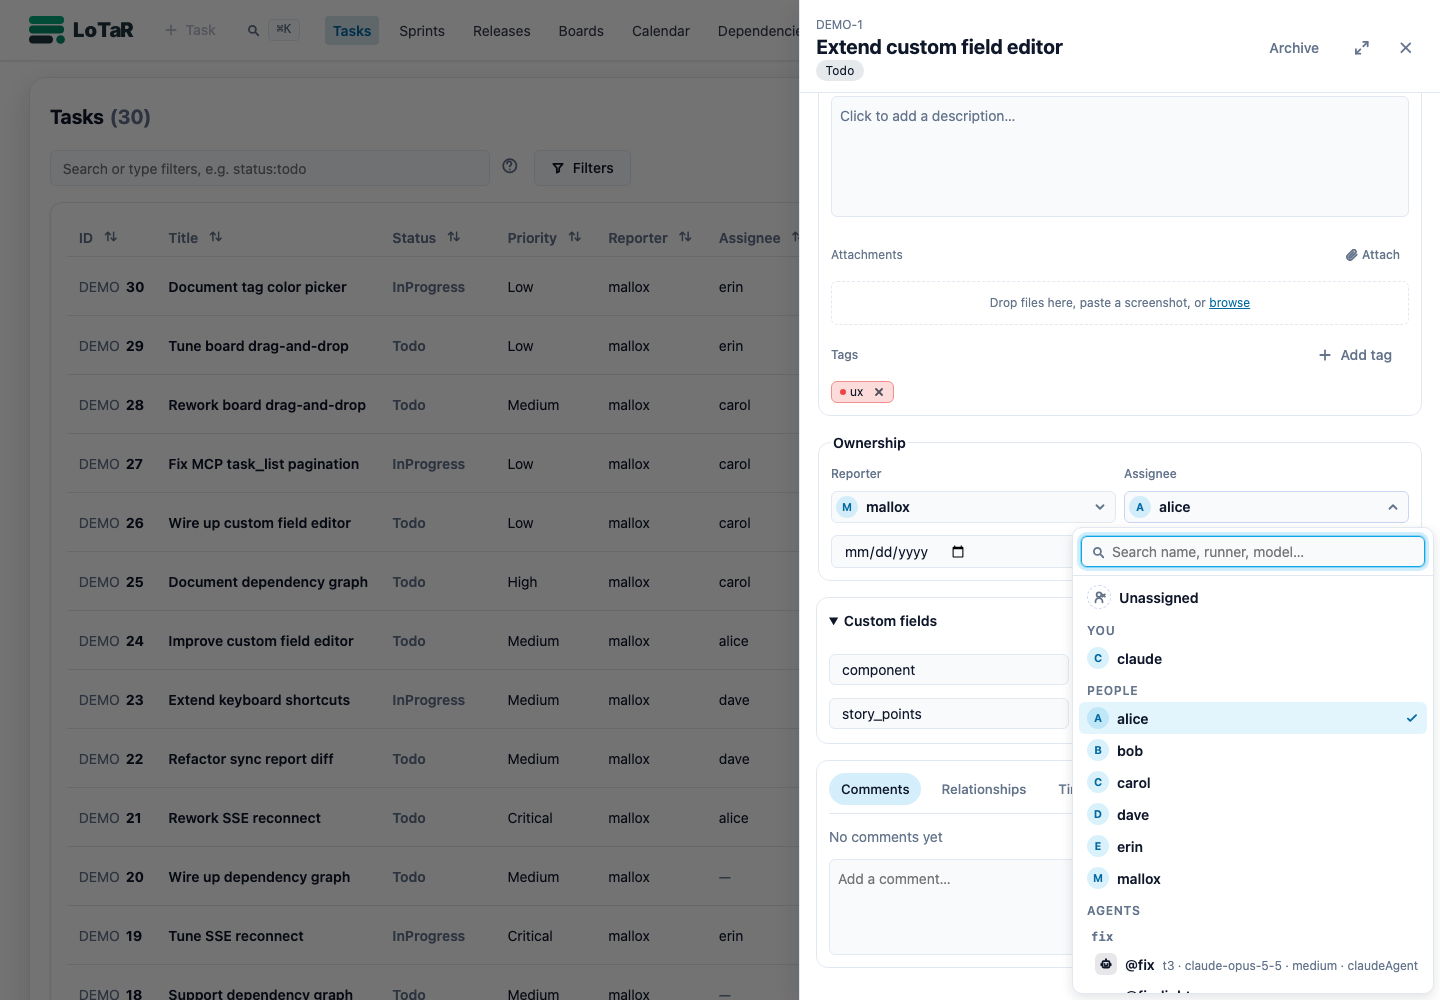 LoTaR
Task
⌘K
Tasks
Sprints
Releases
Boards
Calendar
Tasks (30)
Search or type filters, e.g. status:todo
Filters
ID Title Status Priority Reporter Assignee
DEMO 30 Document tag color picker InProgress Low mallox erin
DEMO 29 Tune board drag-and-drop Todo Low mallox erin
DEMO 28 Rework board drag-and-drop Todo Medium mallox carol
DEMO 27 Fix MCP task_list pagination InProgress Low mallox carol
DEMO 26 Wire up custom field editor Todo Low mallox carol
DEMO 25 Document dependency graph Todo High mallox carol
DEMO 24 Improve custom field editor Todo Medium mallox alice
DEMO 23 Extend keyboard shortcuts InProgress Medium mallox dave
DEMO 22 Refactor sync report diff Todo Medium mallox dave
DEMO 21 Rework SSE reconnect Todo Critical mallox alice
DEMO 20 Wire up dependency graph Todo Medium mallox —
DEMO 19 Tune SSE reconnect InProgress Critical mallox erin
DEMO 18 Support dependency graph Todo Medium mallox —
DEMO-1
Extend custom field editor
Todo
Archive
Click to add a description...
Attachments
Attach
Drop files here, paste a screenshot, or browse
Tags
Add tag
ux
Ownership
Reporter
Assignee
M mallox
A alice
mm/dd/yyyy
Custom fields
component
story_points
Comments
Relationships
No comments yet
Add a comment...
Search name, runner, model...
Unassigned
YOU
C claude
PEOPLE
A alice
B bob
C carol
D dave
E erin
M mallox
AGENTS
fix
@fix t3 · claude-opus-5-5 · medium · claudeAgent